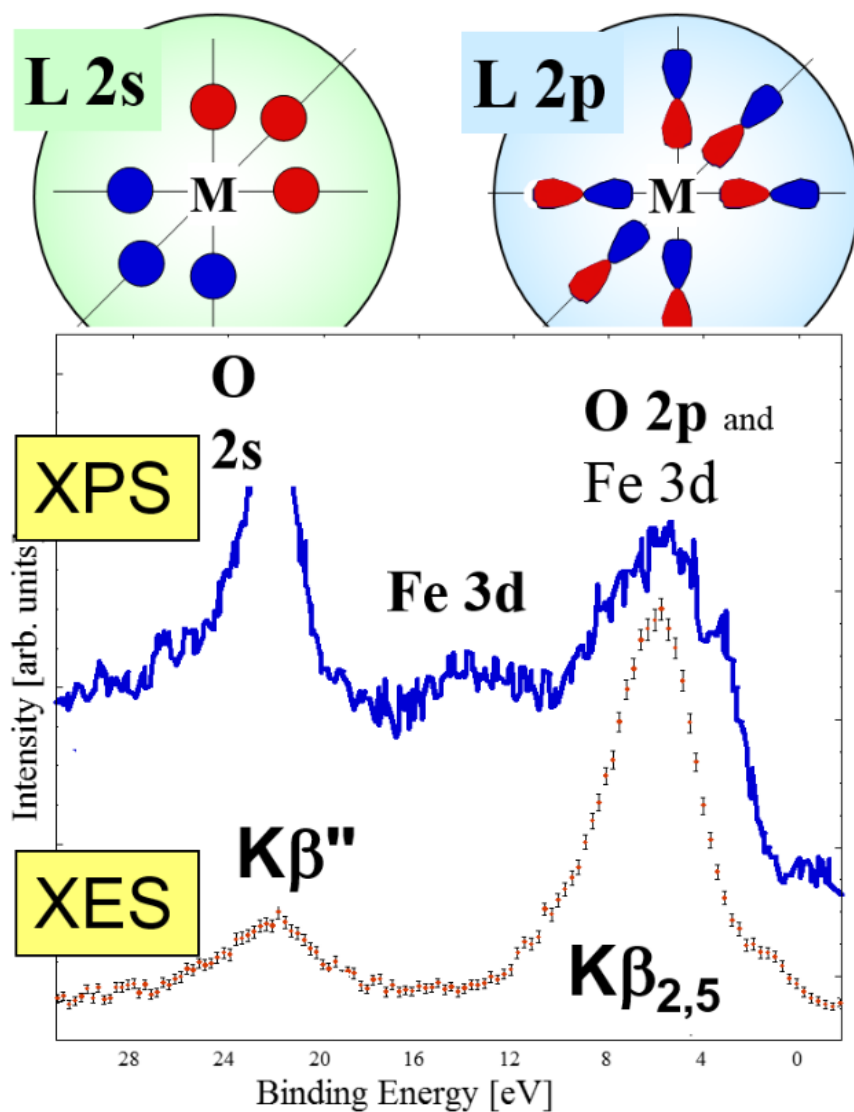 L 2s
L 2p
M
M
O
2s
O 2p and
Fe 3d
XPS
Fe 3d
Intensity [arb. units]
Kβ"
XES
Kβ2,5
28 24 20 16 12 8 4 0
Binding Energy [eV]